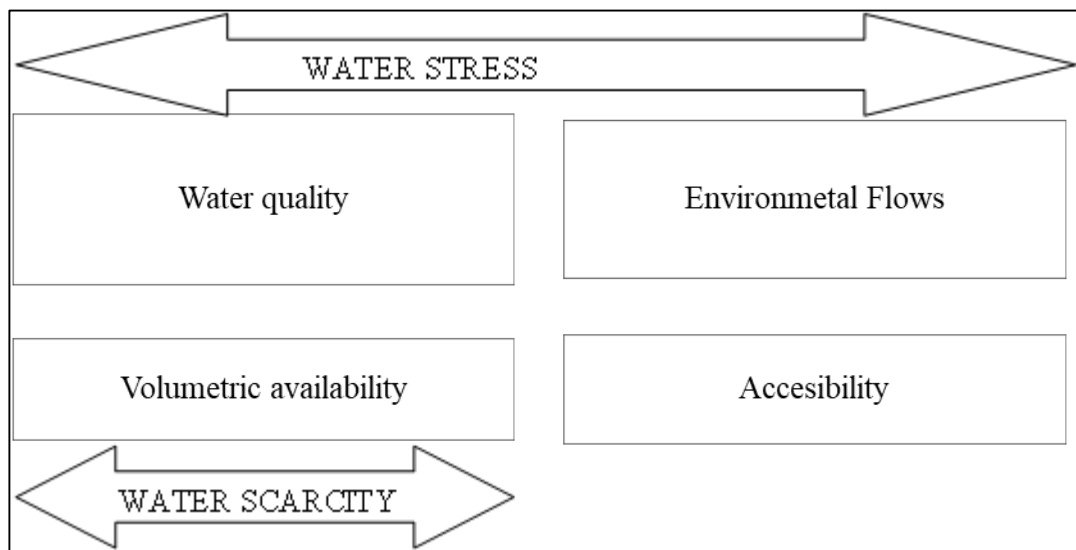 WATER STRESS
Water quality
Environmetal Flows
Volumetric availability
Accesibility
WATER SCARCITY